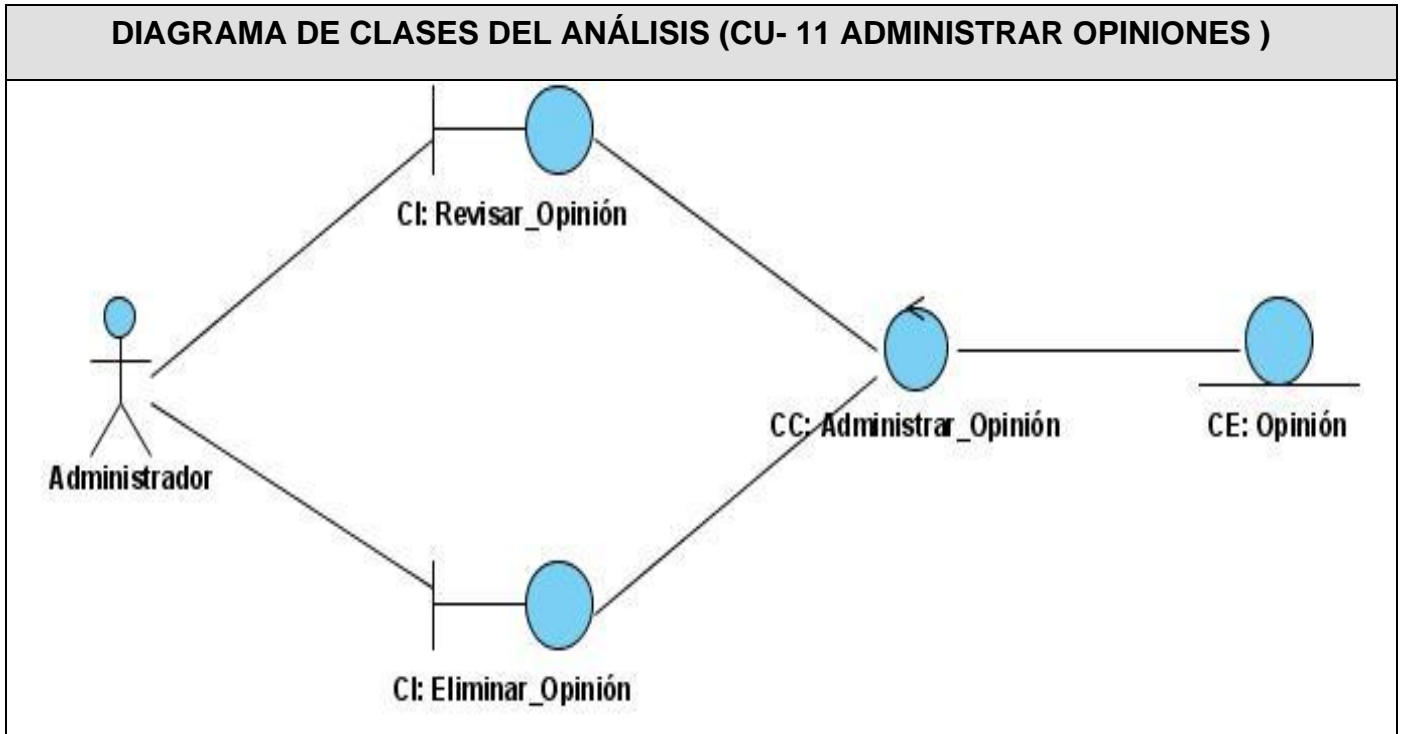 DIAGRAMA DE CLASES DEL ANÁLISIS (CU- 11 ADMINISTRAR OPINIONES )
CI: Revisar_Opinión
CC: Administrar_Opinión
CE: Opinión
Administrador
CI: Eliminar_Opinión